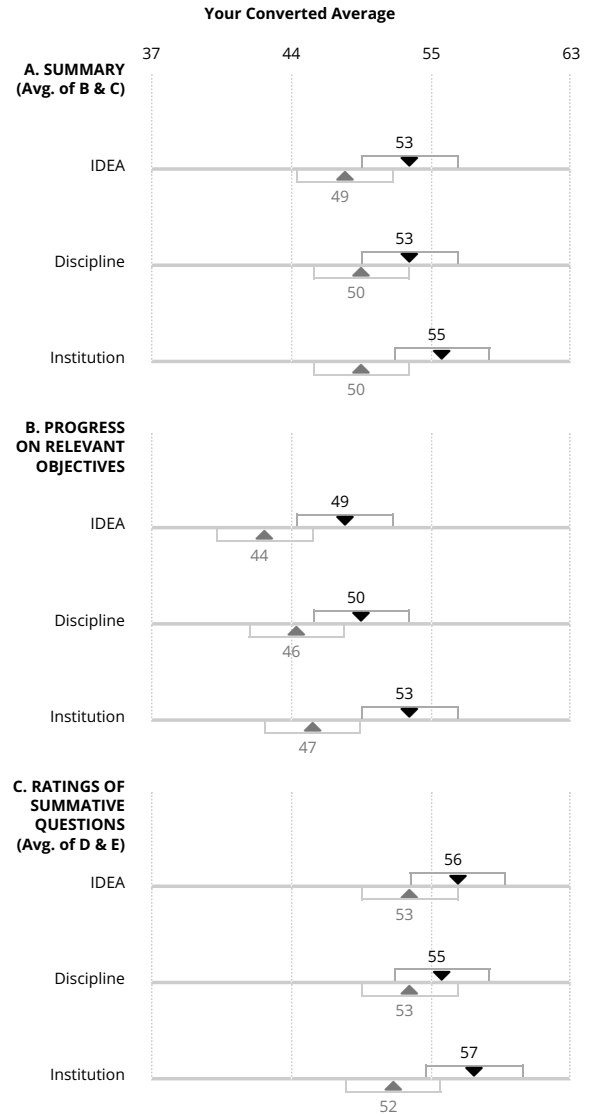 Your Converted Average
37 44 55 63
A. SUMMARY
(Avg. of B & C)
53
IDEA
49
53
Discipline
50
55
Institution
50
B. PROGRESS
ON RELEVANT
OBJECTIVES
49
IDEA
44
50
Discipline
46
53
Institution
47
C. RATINGS OF
SUMMATIVE
QUESTIONS
(Avg. of D & E)
56
IDEA
53
55
Discipline
53
57
Institution
52